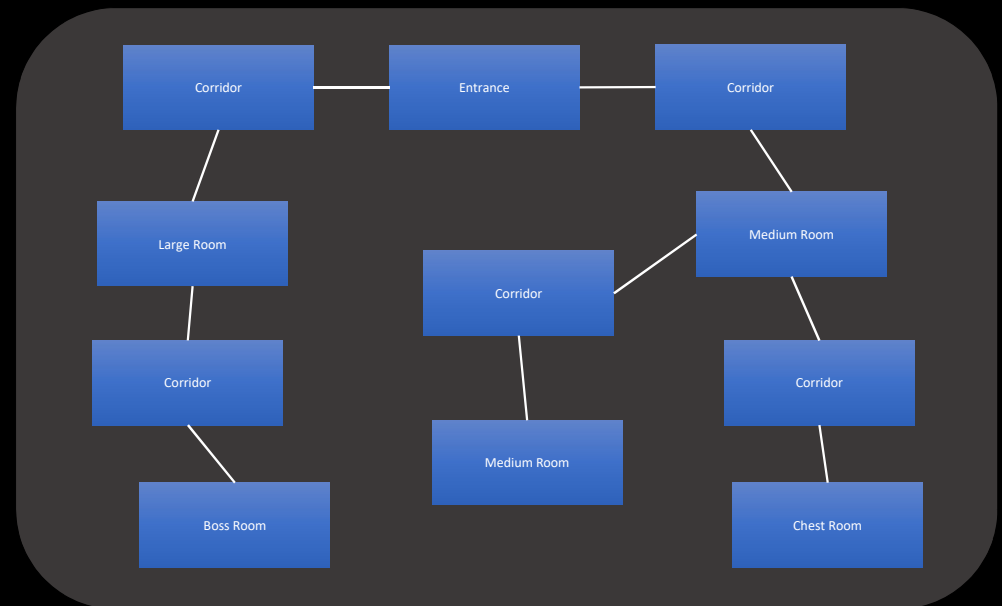 Corridor
Entrance
Corridor
Large Room
Medium Room
Corridor
Corridor
Corridor
Medium Room
Boss Room
Chest Room